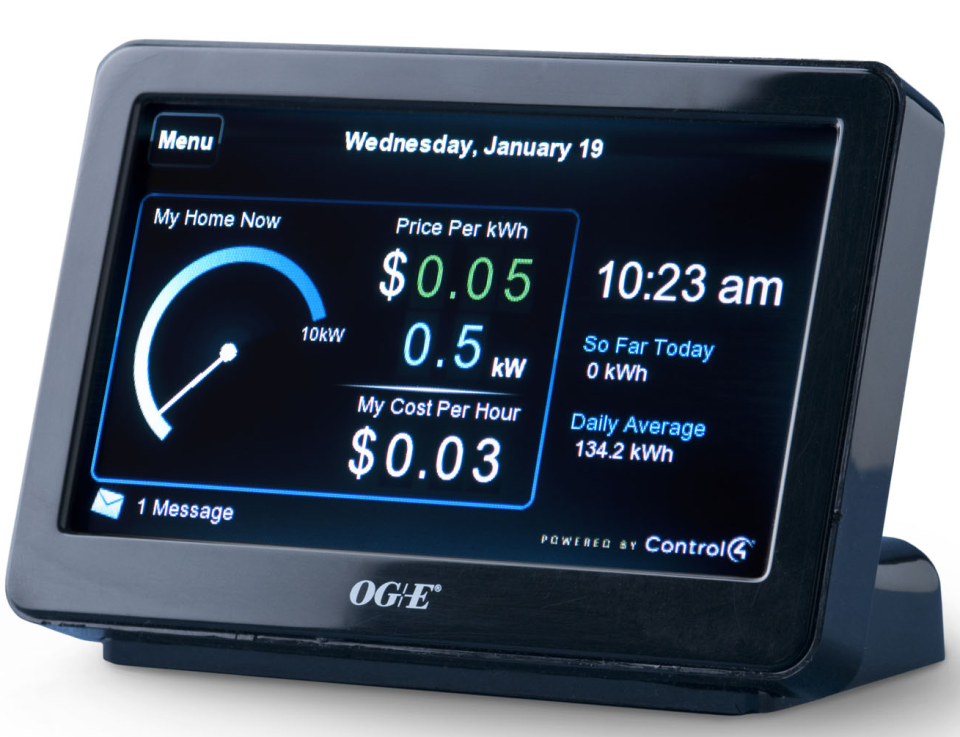 Menu
Wednesday, January 19
My Home Now
Price Per kWh
$0.05
10kW
0.5 kW
My Cost Per Hour
$0.03
10:23 am
So Far Today
0 kWh
Daily Average
134.2 kWh
1 Message
POWERED BY Control4
OG+E®